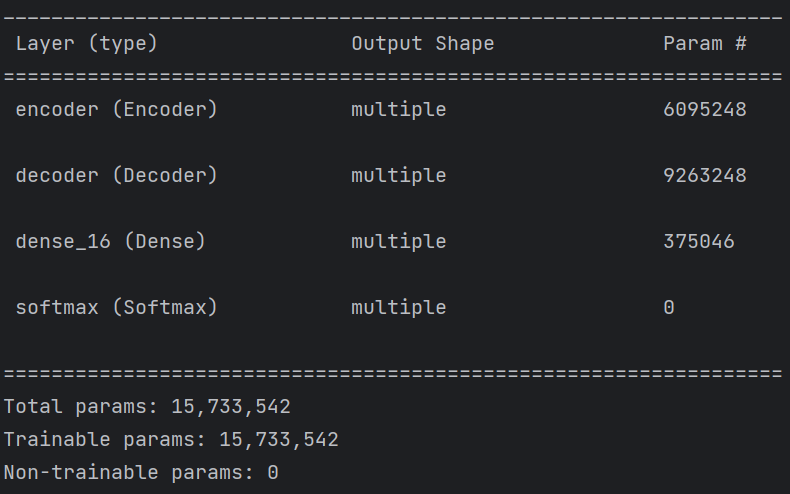 _________________________________________________________________
 Layer (type)                Output Shape              Param #
=================================================================
 encoder (Encoder)           multiple                  6095248
 decoder (Decoder)           multiple                  9263248
 dense_16 (Dense)            multiple                  375046
 softmax (Softmax)           multiple                  0
=================================================================
Total params: 15,733,542
Trainable params: 15,733,542
Non-trainable params: 0